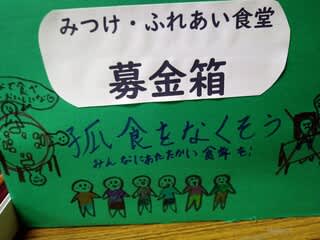 みつけ・ふれあい食堂
募金箱
孤食をなくそう
みんなにあたたかい食卓を!